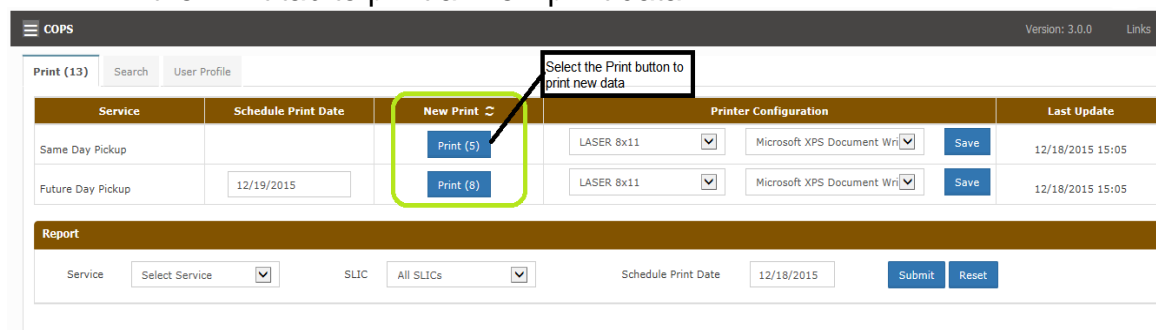 COPS Version: 3.0.0 Links
Print (13) Search User Profile
Select the Print button to
print new data
Service Schedule Print Date New Print Printer Configuration Last Update
Same Day Pickup Print (5) LASER 8x11 Microsoft XPS Document Wri Save 12/18/2015 15:05
Future Day Pickup 12/19/2015 Print (8) LASER 8x11 Microsoft XPS Document Wri Save 12/18/2015 15:05
Report
Service Select Service SLIC All SLICs Schedule Print Date 12/18/2015 Submit Reset